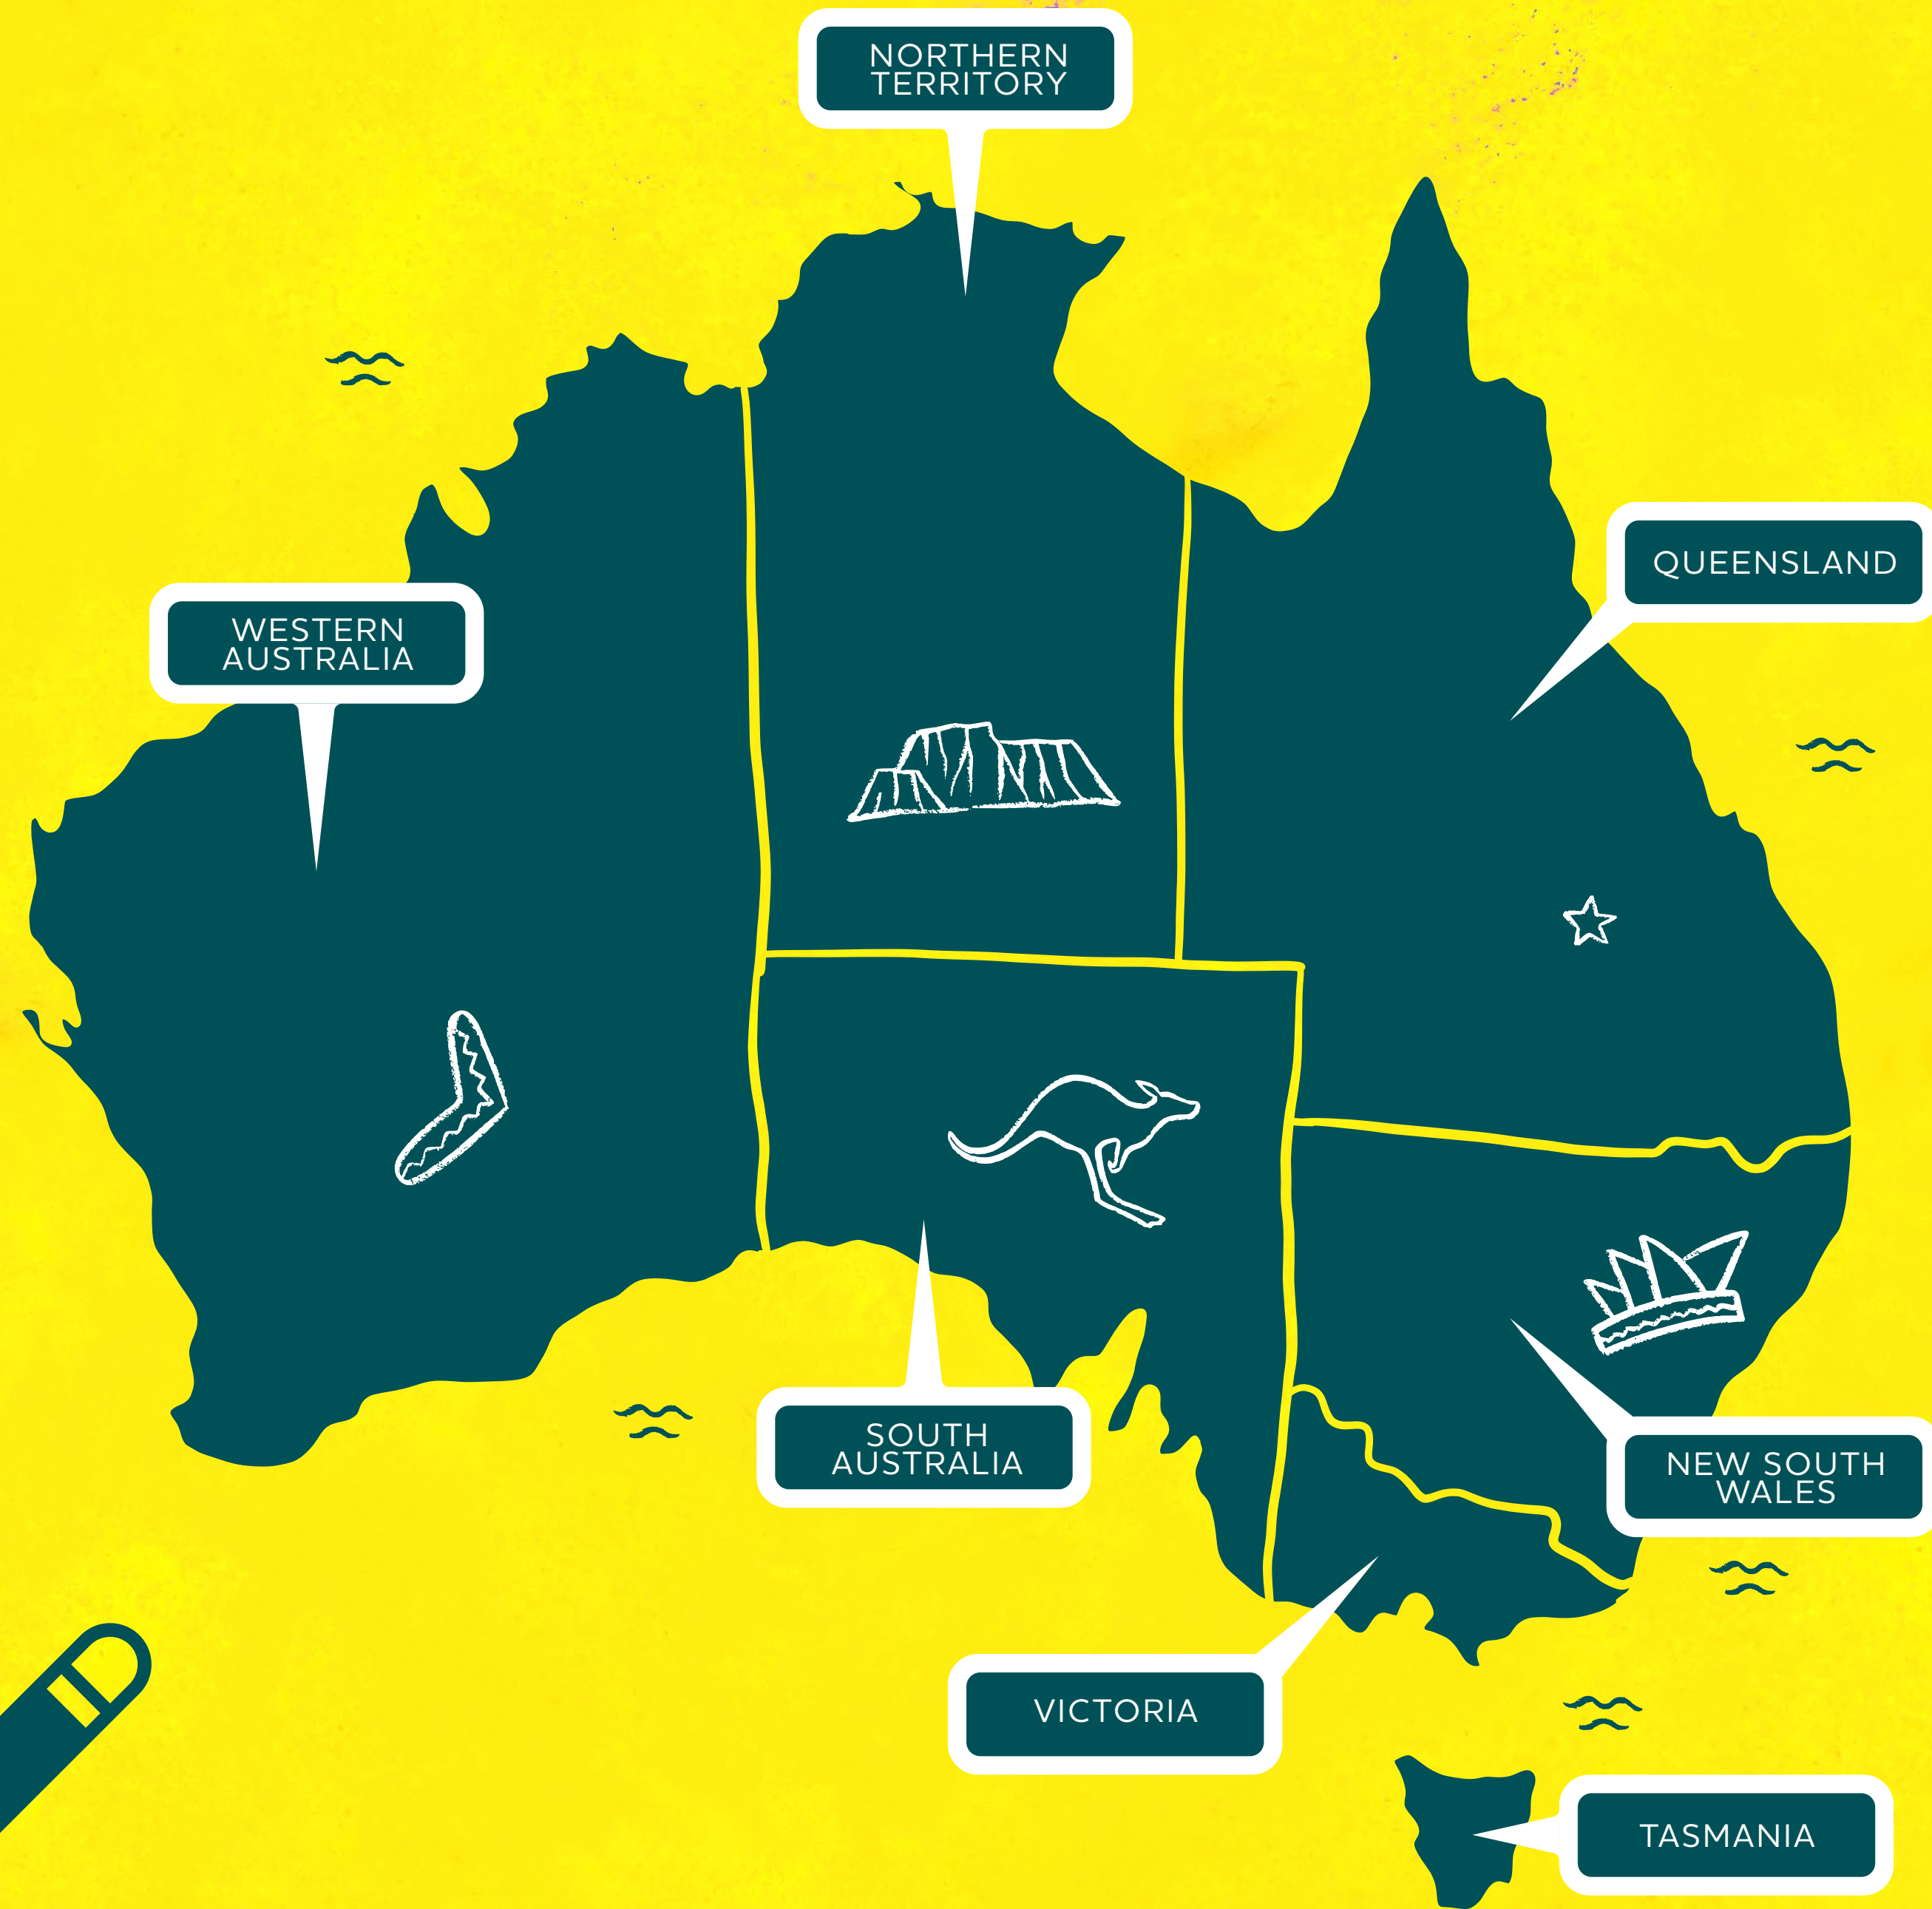 NORTHERN
TERRITORY
QUEENSLAND
WESTERN
AUSTRALIA
SOUTH
AUSTRALIA
NEW SOUTH
WALES
VICTORIA
TASMANIA